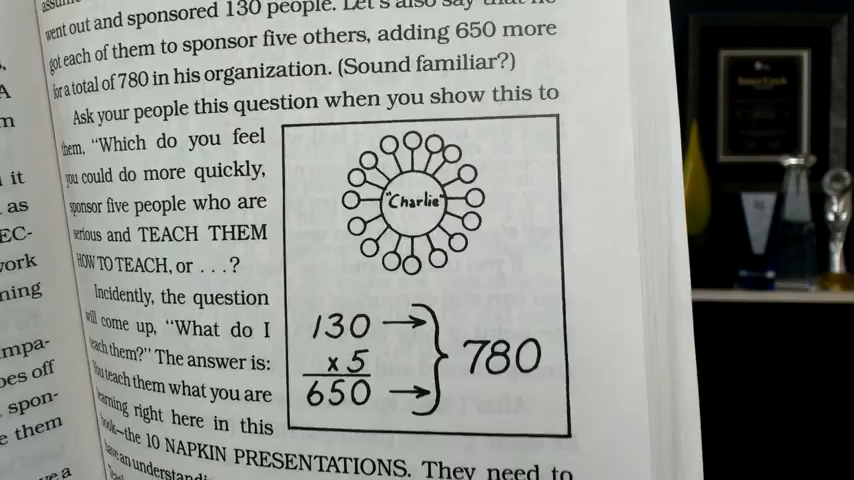 went out and sponsored 130 people. Let's also say that he
got each of them to sponsor five others, adding 650 more
for a total of 780 in his organization. (Sound familiar?)
Ask your people this question when you show this to
them, "Which do you feel
you could do more quickly,
sponsor five people who are
serious and TEACH THEM
HOW TO TEACH, or . . . ?
Incidently, the question
will come up, "What do I
teach them?" The answer is:
You teach them what you are
learning right here in this
book—the 10 NAPKIN PRESENTATIONS. They need to
have an understandi
"Charlie"
130
x 5
650
780
A
it
as
EC-
work
ning
mpa-
oes off
spon-
e them
ve a